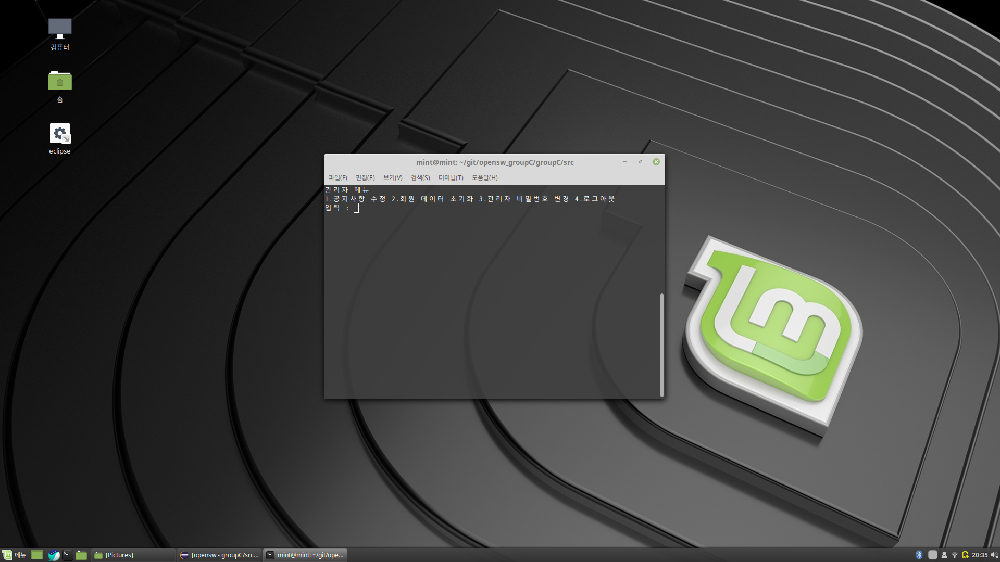 컴퓨터
홈
eclipse
mint@mint: ~/git/opensw_groupC/groupC/src
파일(F) 편집(E) 보기(V) 검색(S) 터미널(T) 도움말(H)
관리자 메뉴
1.공지사항 수정 2.회원 데이터 초기화 3.관리자 비밀번호 변경 4.로그아웃
입력 :
메뉴 [Pictures] [opensw - groupC/src... mint@mint: ~/git/ope... 20:35